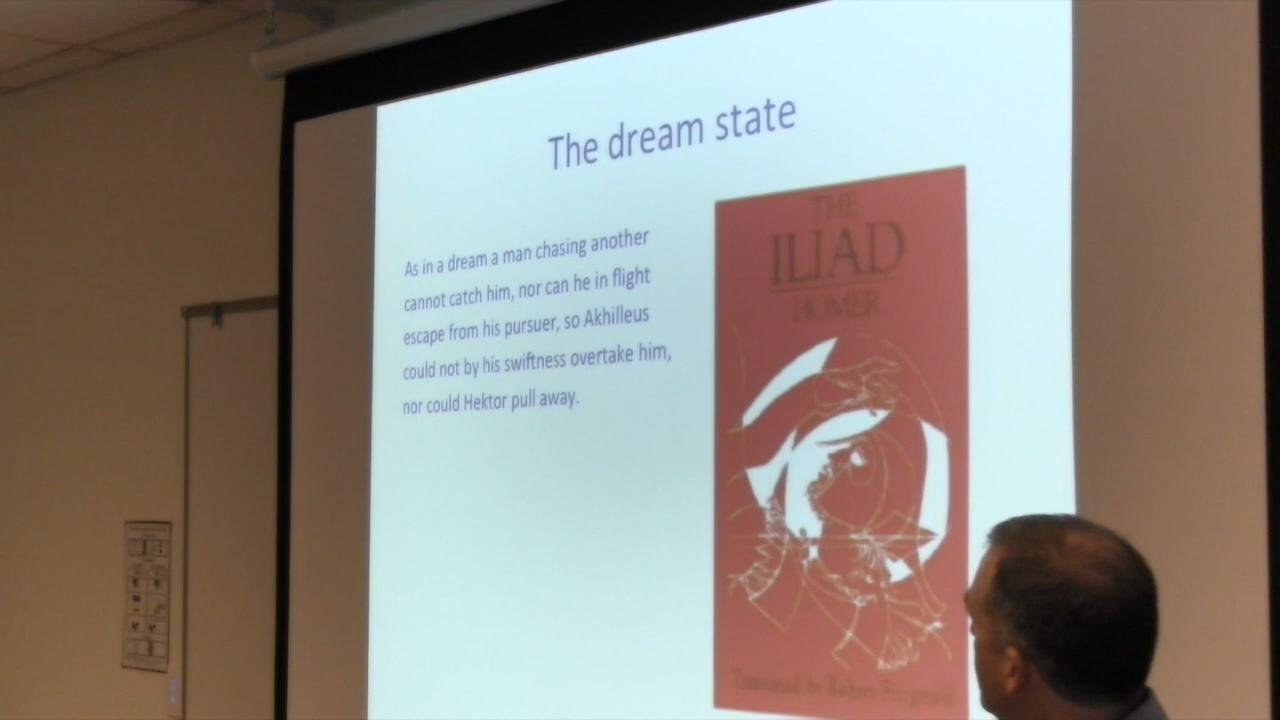 The dream state
As in a dream a man chasing another
cannot catch him, nor can he in flight
escape from his pursuer, so Akhilleus
could not by his swiftness overtake him,
nor could Hektor pull away.
THE
ILIAD
HOMER
Translated by Robert Fitzgerald